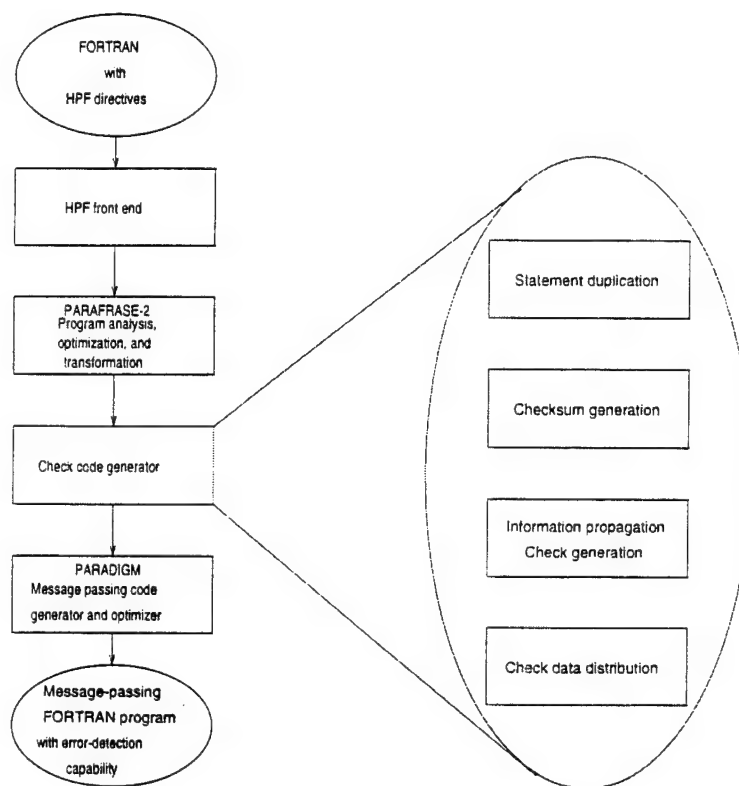 FORTRAN
with
HPF directives
HPF front end
PARAFRASE-2
Program analysis,
optimization, and
transformation
Check code generator
PARADIGM
Message passing code
generator and optimizer
Message-passing
FORTRAN program
with error-detection
capability
Statement duplication
Checksum generation
Information propagation
Check generation
Check data distribution